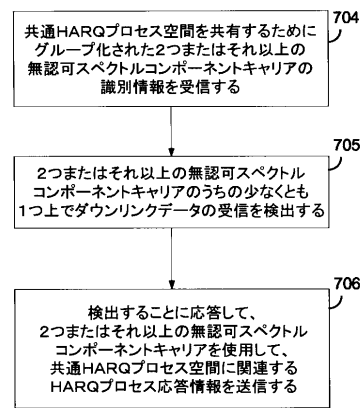 704
共通HARQプロセス空間を共有するために
グループ化された2つまたはそれ以上の
無認可スペクトルコンポーネントキャリアの
識別情報を受信する
705
2つまたはそれ以上の無認可スペクトル
コンポーネントキャリアのうちの少なくとも
1つ上でダウンリンクデータの受信を検出する
706
検出することに応答して、
2つまたはそれ以上の無認可スペクトル
コンポーネントキャリアを使用して、
共通HARQプロセス空間に関連する
HARQプロセス応答情報を送信する